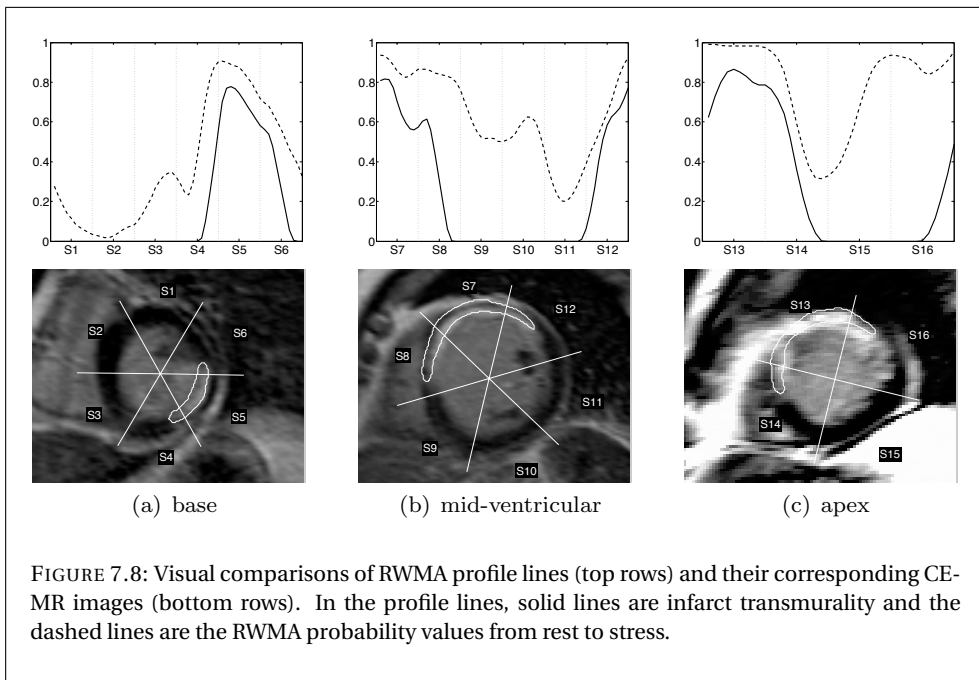 1
0.8
0.6
0.4
0.2
0
S1 S2 S3 S4 S5 S6
1
0.8
0.6
0.4
0.2
0
S7 S8 S9 S10 S11 S12
1
0.8
0.6
0.4
0.2
0
S13 S14 S15 S16
S1
S2
S6
S3
S5
S4
S7
S12
S8
S11
S9
S10
S13
S16
S14
S15
(a) base
(b) mid-ventricular
(c) apex
FIGURE 7.8: Visual comparisons of RWMA profile lines (top rows) and their corresponding CE-
MR images (bottom rows). In the profile lines, solid lines are infarct transmurality and the
dashed lines are the RWMA probability values from rest to stress.